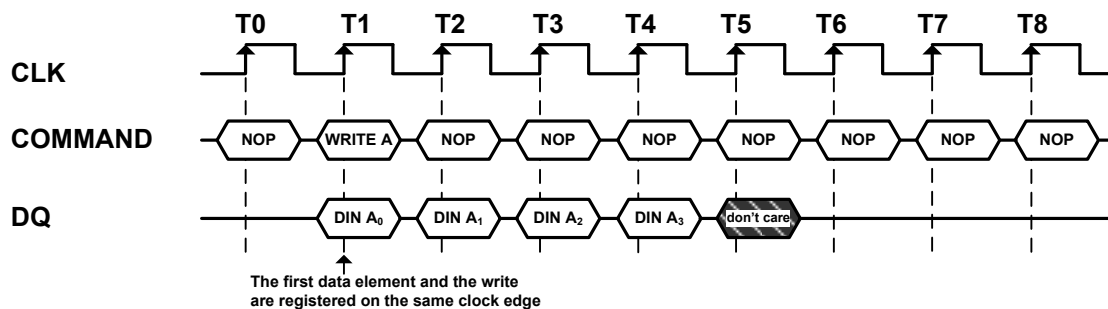 T0 T1 T2 T3 T4 T5 T6 T7 T8
CLK
COMMAND NOP WRITE A NOP NOP NOP NOP NOP NOP NOP
DQ DIN A₀ DIN A₁ DIN A₂ DIN A₃ don't care
The first data element and the write
are registered on the same clock edge